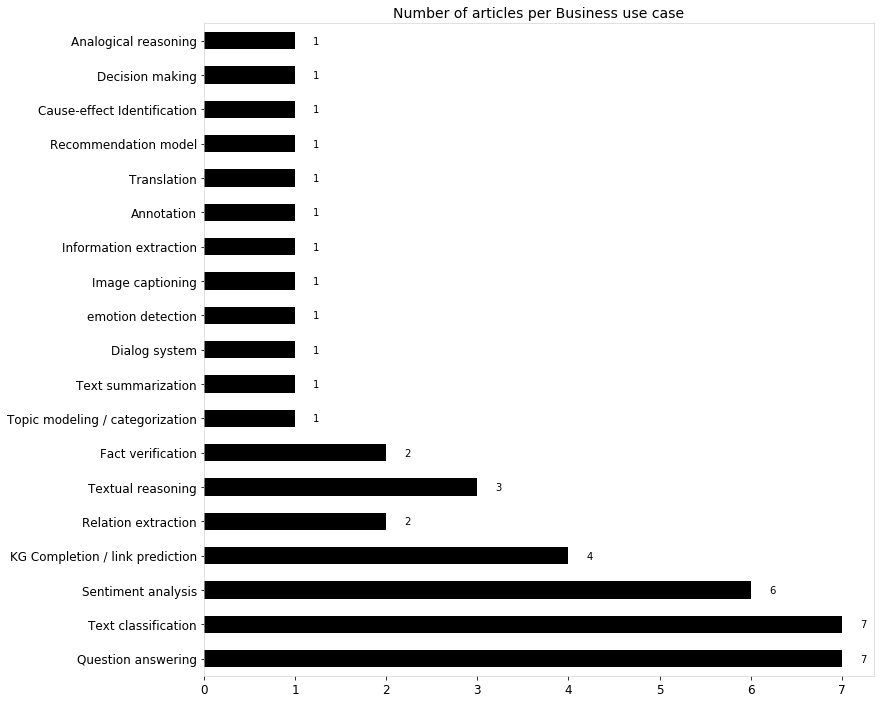 Number of articles per Business use case
Analogical reasoning 1
Decision making 1
Cause-effect Identification 1
Recommendation model 1
Translation 1
Annotation 1
Information extraction 1
Image captioning 1
emotion detection 1
Dialog system 1
Text summarization 1
Topic modeling / categorization 1
Fact verification 2
Textual reasoning 3
Relation extraction 2
KG Completion / link prediction 4
Sentiment analysis 6
Text classification 7
Question answering 7
0 1 2 3 4 5 6 7